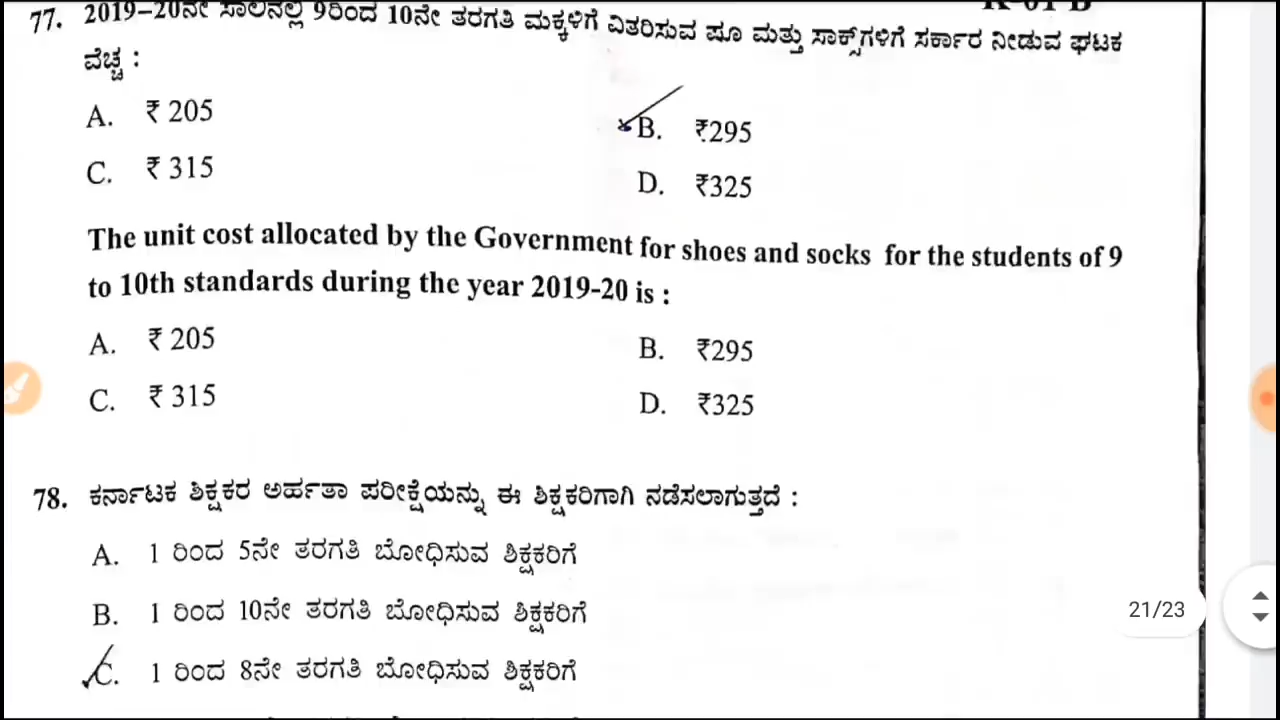 77. 2019–20ನೇ ಸಾಲಿನಲ್ಲಿ 9ರಿಂದ 10ನೇ ತರಗತಿ ಮಕ್ಕಳಿಗೆ ವಿತರಿಸುವ ಷೂ ಮತ್ತು ಸಾಕ್ಸ್‌ಗಳಿಗೆ ಸರ್ಕಾರ ನೀಡುವ ಘಟಕ
ವೆಚ್ಚ :
A. ₹ 205
B. ₹295
C. ₹ 315
D. ₹325
The unit cost allocated by the Government for shoes and socks for the students of 9
to 10th standards during the year 2019-20 is :
A. ₹ 205
B. ₹295
C. ₹ 315
D. ₹325
78. ಕರ್ನಾಟಕ ಶಿಕ್ಷಕರ ಅರ್ಹತಾ ಪರೀಕ್ಷೆಯನ್ನು ಈ ಶಿಕ್ಷಕರಿಗಾಗಿ ನಡೆಸಲಾಗುತ್ತದೆ :
A. 1 ರಿಂದ 5ನೇ ತರಗತಿ ಬೋಧಿಸುವ ಶಿಕ್ಷಕರಿಗೆ
B. 1 ರಿಂದ 10ನೇ ತರಗತಿ ಬೋಧಿಸುವ ಶಿಕ್ಷಕರಿಗೆ
21/23
C. 1 ರಿಂದ 8ನೇ ತರಗತಿ ಬೋಧಿಸುವ ಶಿಕ್ಷಕರಿಗೆ